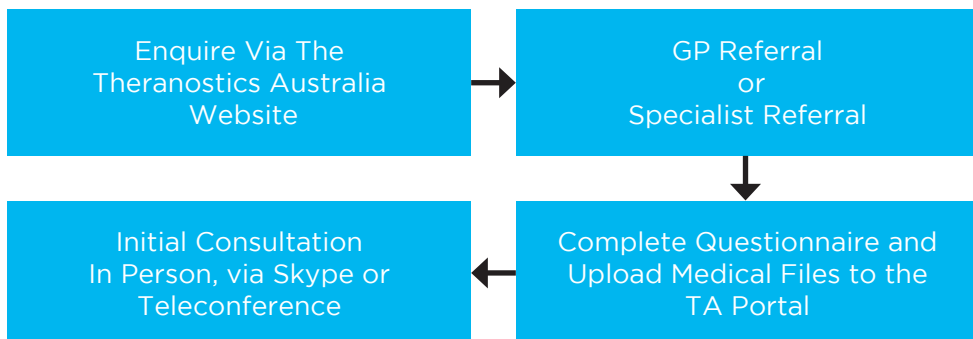 Enquire Via The
Theranostics Australia
Website
GP Referral
or
Specialist Referral
Complete Questionnaire and
Upload Medical Files to the
TA Portal
Initial Consultation
In Person, via Skype or
Teleconference